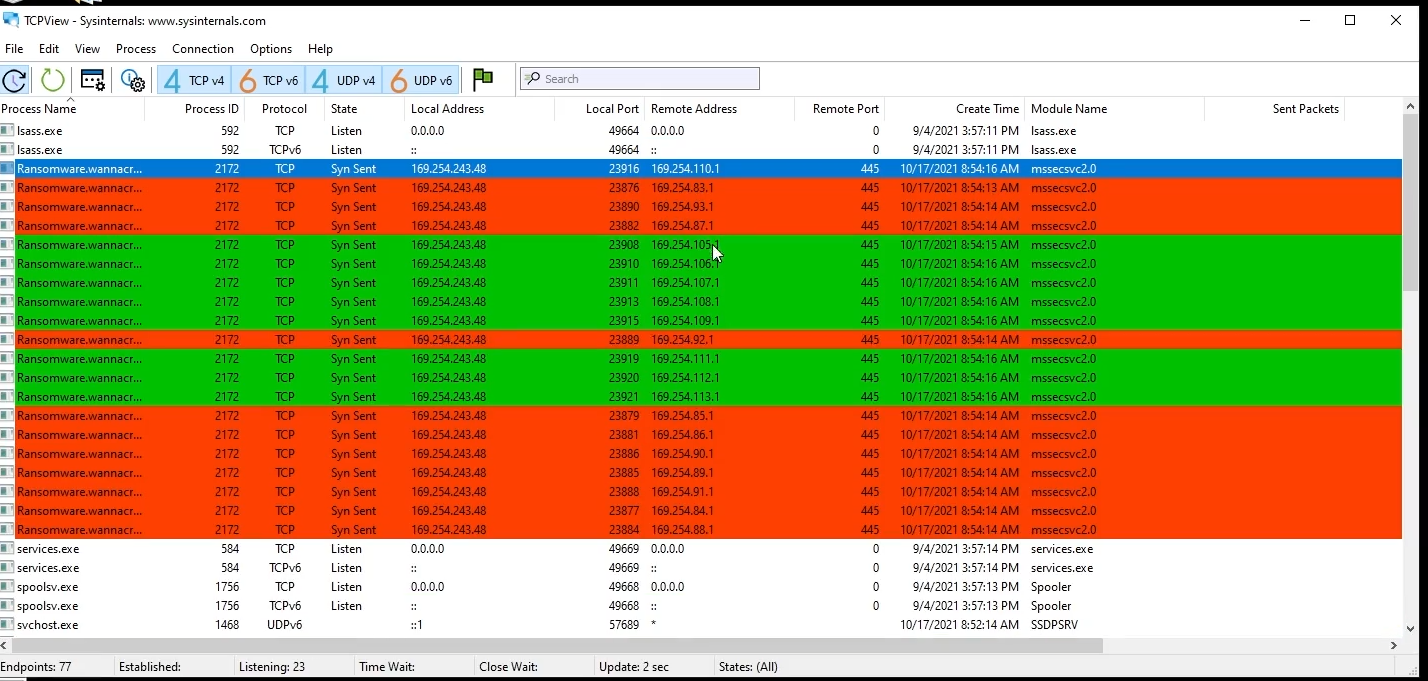 TCPView - Sysinternals: www.sysinternals.com
File Edit View Process Connection Options Help
4 TCP v4 6 TCP v6 4 UDP v4 6 UDP v6 Search
Process Name Process ID Protocol State Local Address Local Port Remote Address Remote Port Create Time Module Name Sent Packets
lsass.exe 592 TCP Listen 0.0.0.0 49664 0.0.0.0 0 9/4/2021 3:57:11 PM lsass.exe
lsass.exe 592 TCPv6 Listen :: 49664 :: 0 9/4/2021 3:57:11 PM lsass.exe
Ransomware.wannacr... 2172 TCP Syn Sent 169.254.243.48 23916 169.254.110.1 445 10/17/2021 8:54:16 AM mssecsvc2.0
Ransomware.wannacr... 2172 TCP Syn Sent 169.254.243.48 23876 169.254.83.1 445 10/17/2021 8:54:13 AM mssecsvc2.0
Ransomware.wannacr... 2172 TCP Syn Sent 169.254.243.48 23890 169.254.93.1 445 10/17/2021 8:54:14 AM mssecsvc2.0
Ransomware.wannacr... 2172 TCP Syn Sent 169.254.243.48 23882 169.254.87.1 445 10/17/2021 8:54:14 AM mssecsvc2.0
Ransomware.wannacr... 2172 TCP Syn Sent 169.254.243.48 23908 169.254.105.1 445 10/17/2021 8:54:15 AM mssecsvc2.0
Ransomware.wannacr... 2172 TCP Syn Sent 169.254.243.48 23910 169.254.106.1 445 10/17/2021 8:54:16 AM mssecsvc2.0
Ransomware.wannacr... 2172 TCP Syn Sent 169.254.243.48 23911 169.254.107.1 445 10/17/2021 8:54:16 AM mssecsvc2.0
Ransomware.wannacr... 2172 TCP Syn Sent 169.254.243.48 23913 169.254.108.1 445 10/17/2021 8:54:16 AM mssecsvc2.0
Ransomware.wannacr... 2172 TCP Syn Sent 169.254.243.48 23915 169.254.109.1 445 10/17/2021 8:54:16 AM mssecsvc2.0
Ransomware.wannacr... 2172 TCP Syn Sent 169.254.243.48 23889 169.254.92.1 445 10/17/2021 8:54:14 AM mssecsvc2.0
Ransomware.wannacr... 2172 TCP Syn Sent 169.254.243.48 23919 169.254.111.1 445 10/17/2021 8:54:16 AM mssecsvc2.0
Ransomware.wannacr... 2172 TCP Syn Sent 169.254.243.48 23920 169.254.112.1 445 10/17/2021 8:54:16 AM mssecsvc2.0
Ransomware.wannacr... 2172 TCP Syn Sent 169.254.243.48 23921 169.254.113.1 445 10/17/2021 8:54:16 AM mssecsvc2.0
Ransomware.wannacr... 2172 TCP Syn Sent 169.254.243.48 23879 169.254.85.1 445 10/17/2021 8:54:14 AM mssecsvc2.0
Ransomware.wannacr... 2172 TCP Syn Sent 169.254.243.48 23881 169.254.86.1 445 10/17/2021 8:54:14 AM mssecsvc2.0
Ransomware.wannacr... 2172 TCP Syn Sent 169.254.243.48 23886 169.254.90.1 445 10/17/2021 8:54:14 AM mssecsvc2.0
Ransomware.wannacr... 2172 TCP Syn Sent 169.254.243.48 23885 169.254.89.1 445 10/17/2021 8:54:14 AM mssecsvc2.0
Ransomware.wannacr... 2172 TCP Syn Sent 169.254.243.48 23888 169.254.91.1 445 10/17/2021 8:54:14 AM mssecsvc2.0
Ransomware.wannacr... 2172 TCP Syn Sent 169.254.243.48 23877 169.254.84.1 445 10/17/2021 8:54:14 AM mssecsvc2.0
Ransomware.wannacr... 2172 TCP Syn Sent 169.254.243.48 23884 169.254.88.1 445 10/17/2021 8:54:14 AM mssecsvc2.0
services.exe 584 TCP Listen 0.0.0.0 49669 0.0.0.0 0 9/4/2021 3:57:14 PM services.exe
services.exe 584 TCPv6 Listen :: 49669 :: 0 9/4/2021 3:57:14 PM services.exe
spoolsv.exe 1756 TCP Listen 0.0.0.0 49668 0.0.0.0 0 9/4/2021 3:57:13 PM Spooler
spoolsv.exe 1756 TCPv6 Listen :: 49668 :: 0 9/4/2021 3:57:13 PM Spooler
svchost.exe 1468 UDPv6 ::1 57689 * 10/17/2021 8:52:14 AM SSDPSRV
Endpoints: 77 Established: Listening: 23 Time Wait: Close Wait: Update: 2 sec States: (All)